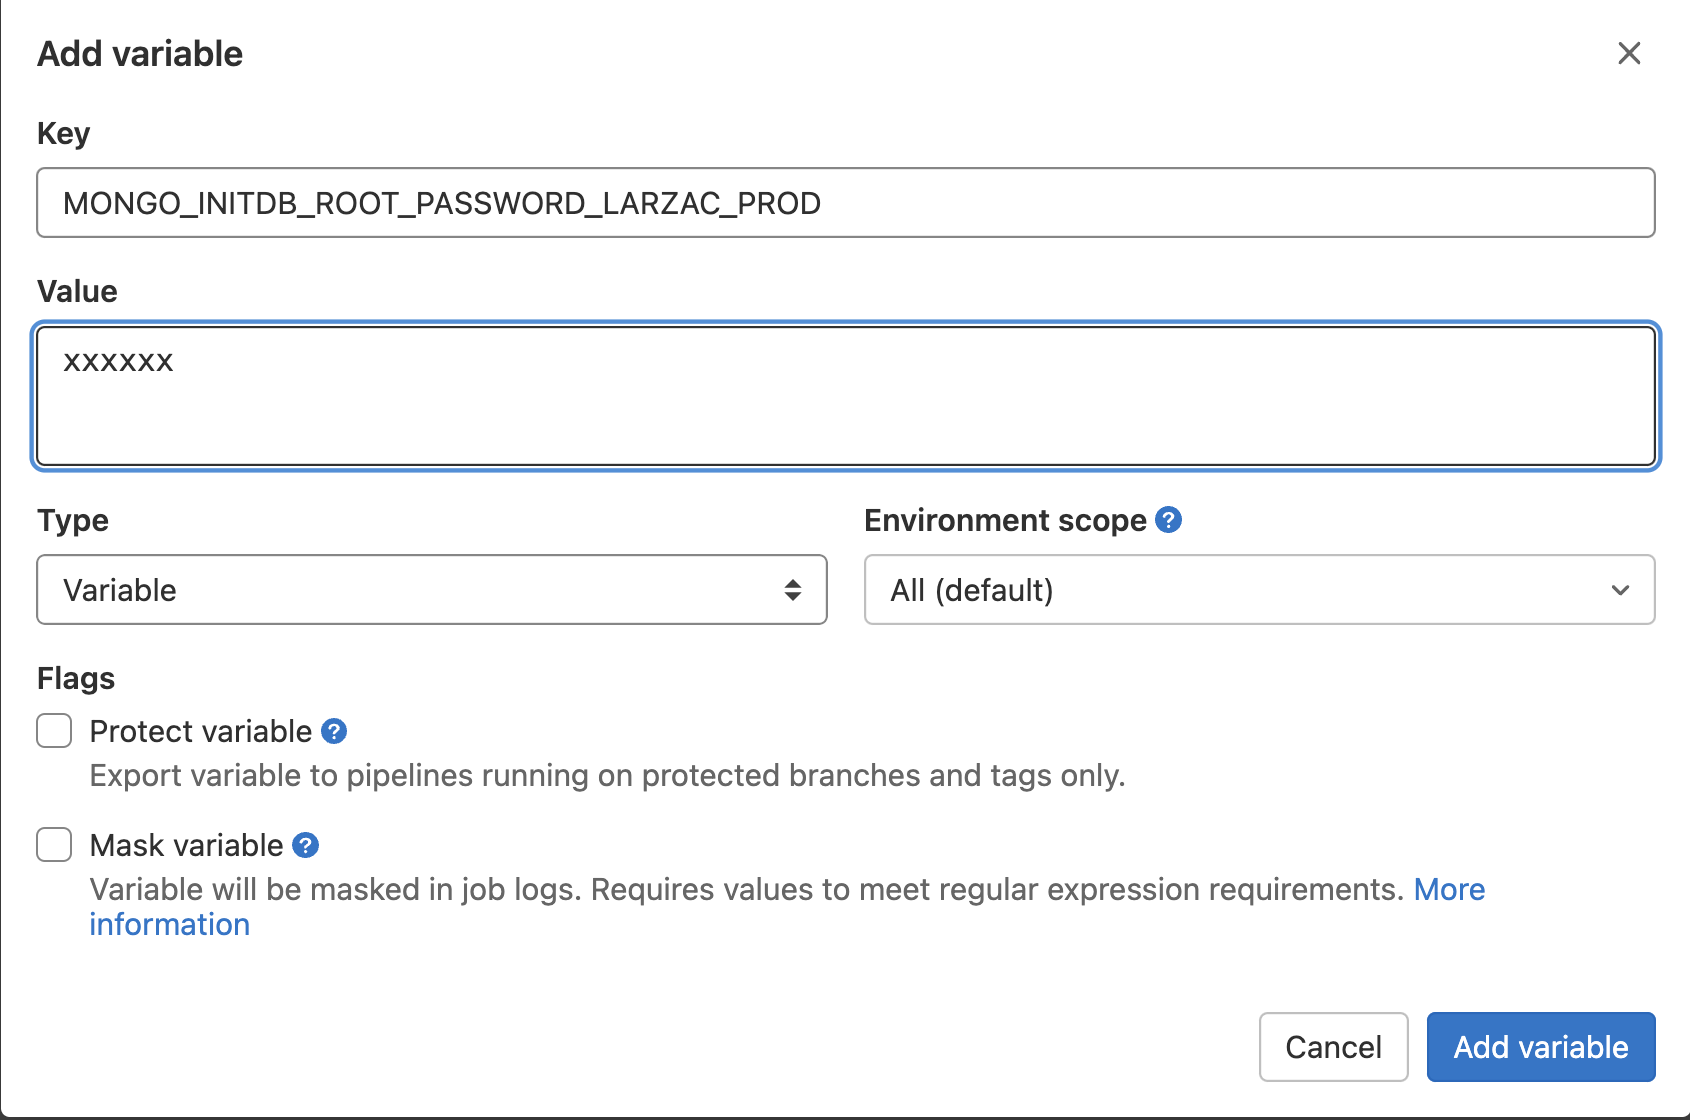 Add variable
Key
MONGO_INITDB_ROOT_PASSWORD_LARZAC_PROD
Value
xxxxxx
Type
Environment scope ?
Variable
All (default)
Flags
Protect variable ?
Export variable to pipelines running on protected branches and tags only.
Mask variable ?
Variable will be masked in job logs. Requires values to meet regular expression requirements. More
information
Cancel
Add variable